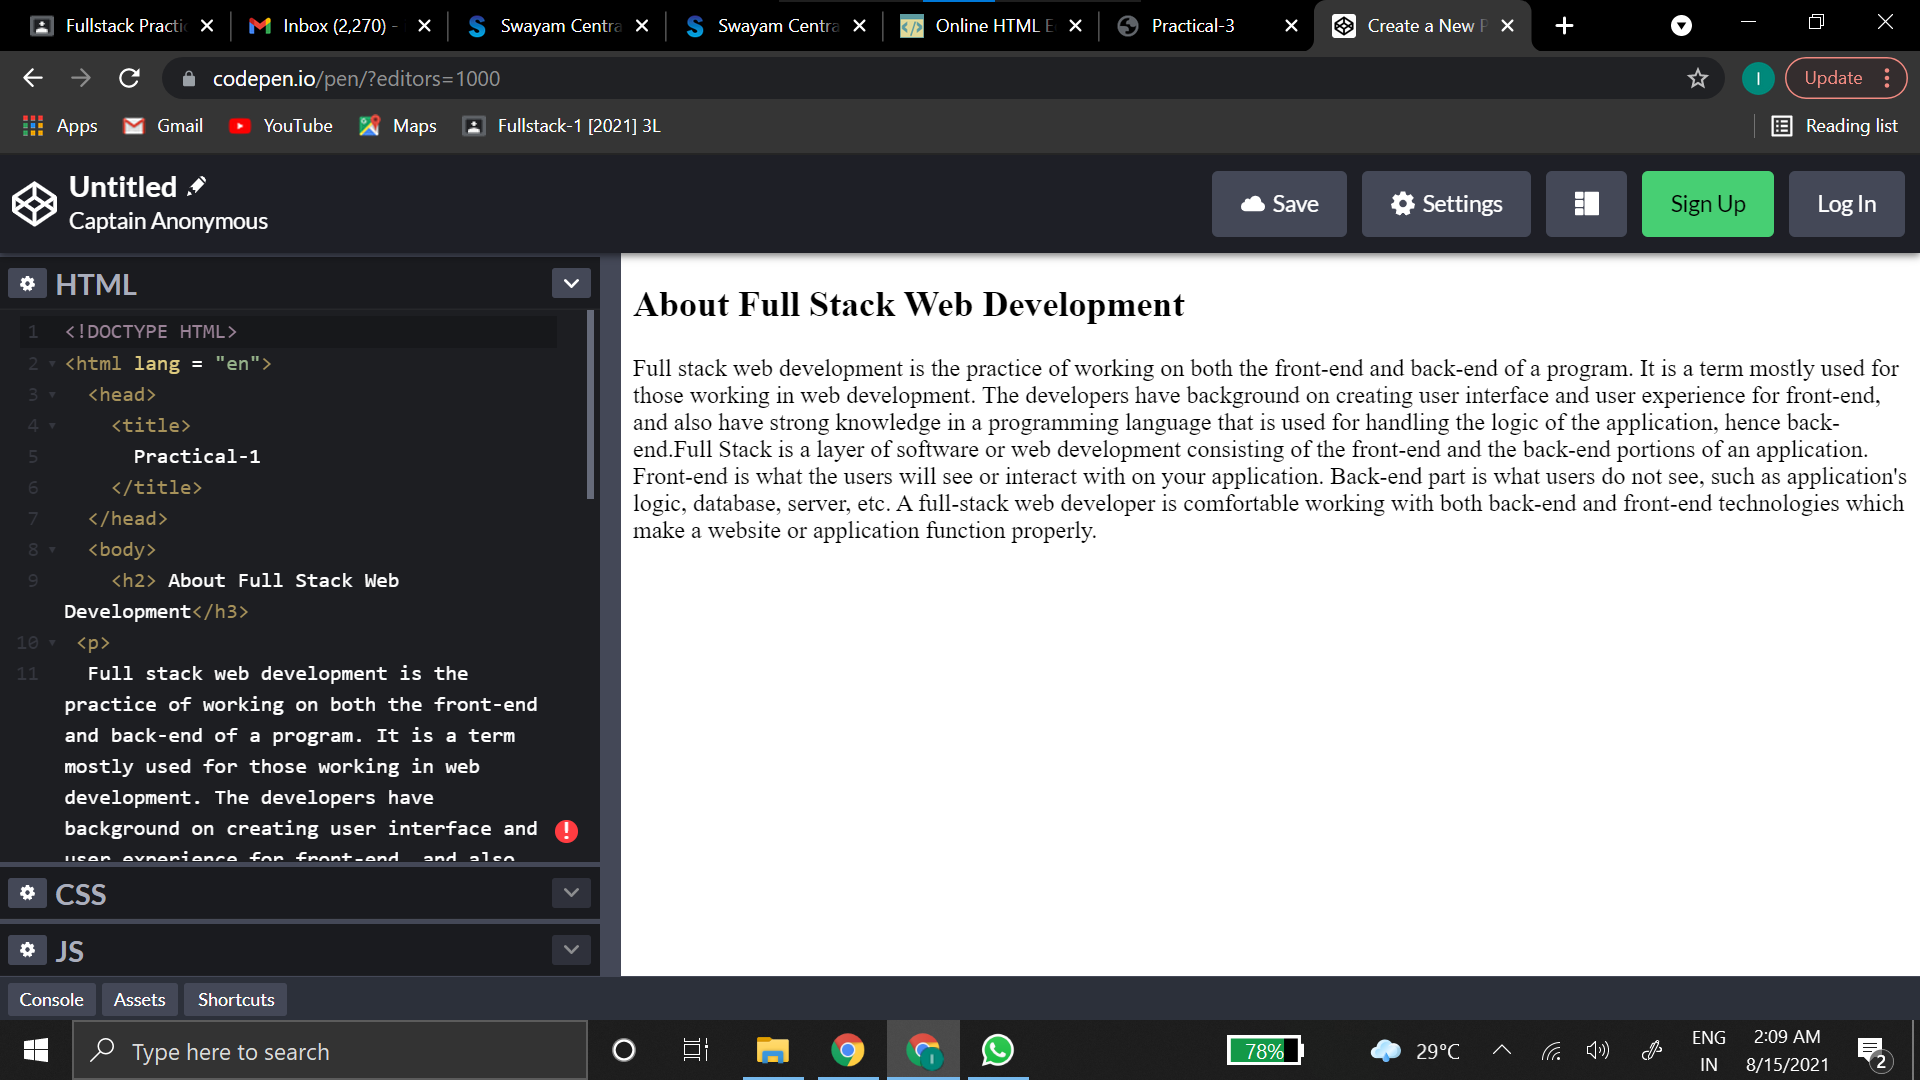 Fullstack Practic
Inbox (2,270) -
Swayam Centra
Swayam Centra
Online HTML E
Practical-3
Create a New P
codepen.io/pen/?editors=1000
I
Update
Apps
Gmail
YouTube
Maps
Fullstack-1 [2021] 3L
Reading list
Untitled
Captain Anonymous
Save
Settings
Sign Up
Log In
HTML
1 <!DOCTYPE HTML>
2 <html lang = "en">
3 <head>
4 <title>
5 Practical-1
6 </title>
7 </head>
8 <body>
9 <h2> About Full Stack Web
Development</h3>
10 <p>
11 Full stack web development is the
practice of working on both the front-end
and back-end of a program. It is a term
mostly used for those working in web
development. The developers have
background on creating user interface and
user experience for front-end, and also
CSS
JS
About Full Stack Web Development
Full stack web development is the practice of working on both the front-end and back-end of a program. It is a term mostly used for
those working in web development. The developers have background on creating user interface and user experience for front-end,
and also have strong knowledge in a programming language that is used for handling the logic of the application, hence back-
end.Full Stack is a layer of software or web development consisting of the front-end and the back-end portions of an application.
Front-end is what the users will see or interact with on your application. Back-end part is what users do not see, such as application's
logic, database, server, etc. A full-stack web developer is comfortable working with both back-end and front-end technologies which
make a website or application function properly.
Console
Assets
Shortcuts
Type here to search
I
78%
29°C
ENG
IN
2:09 AM
8/15/2021
2